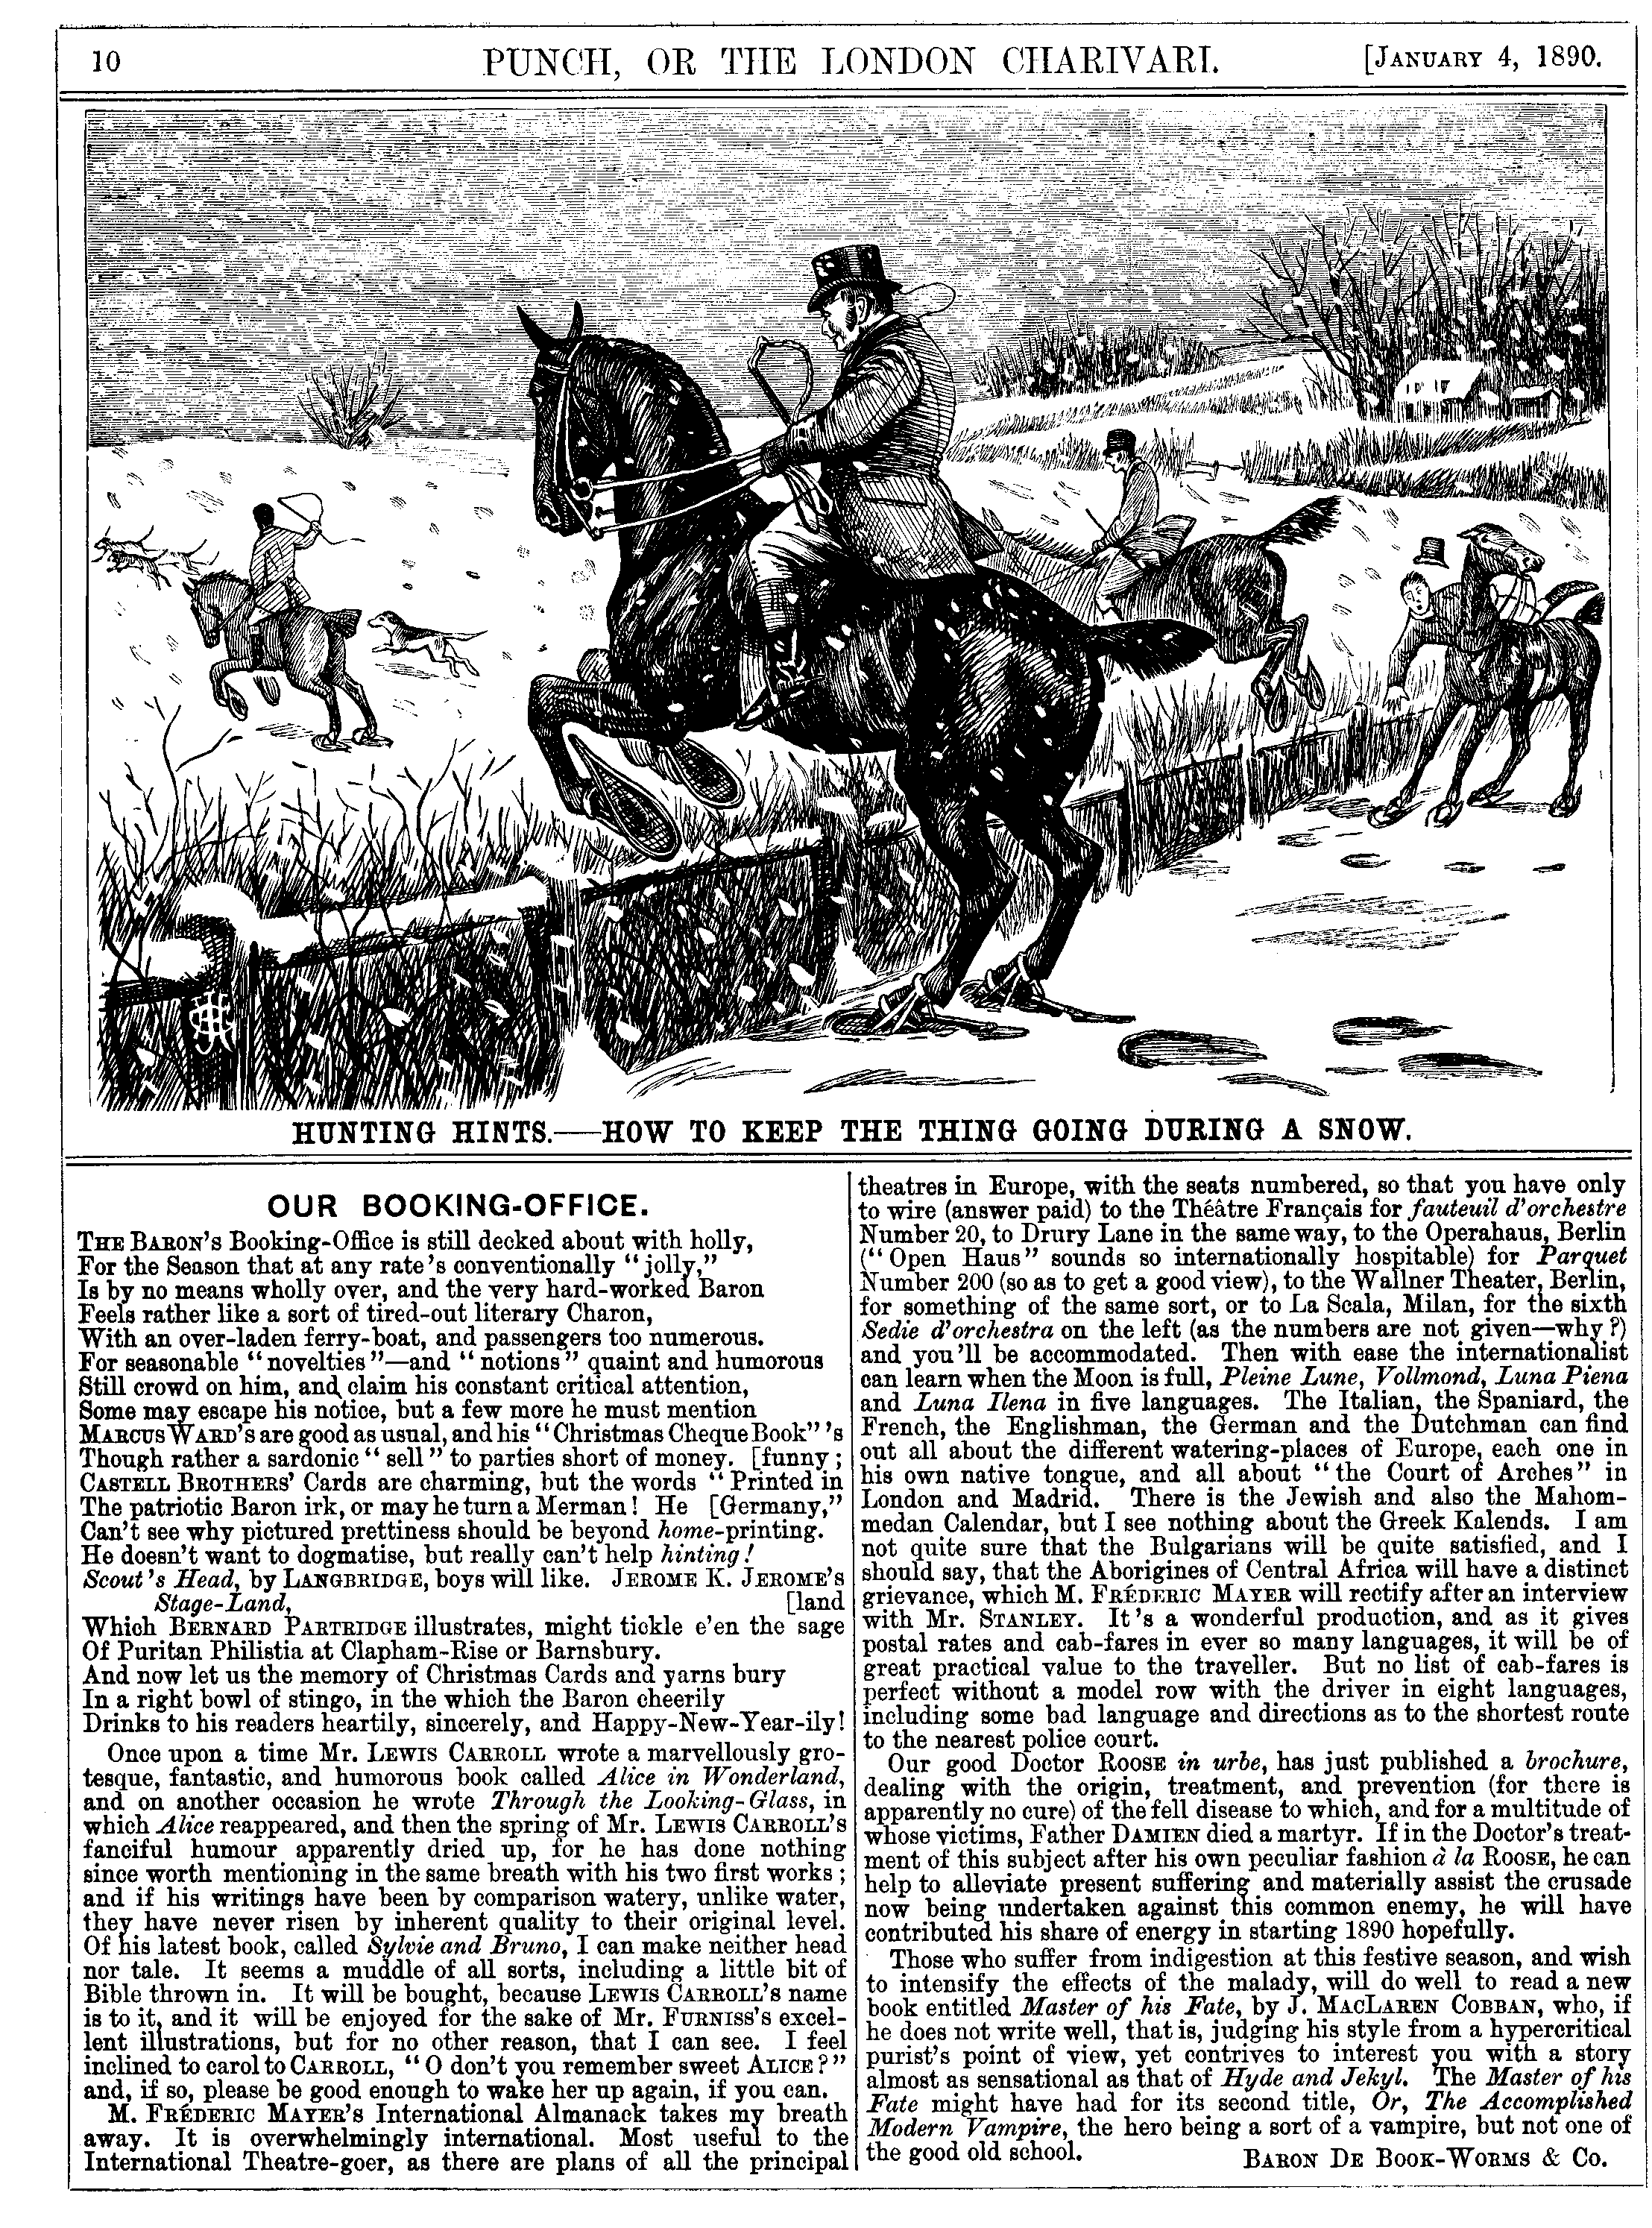 10
PUNCH, OR THE LONDON CHARIVARI.
[JANUARY 4, 1890.
HUNTING HINTS.—HOW TO KEEP THE THING GOING DURING A SNOW.
OUR BOOKING-OFFICE.
THE BARON'S Booking-Office is still decked about with holly,
For the Season that at any rate's conventionally "jolly,"
Is by no means wholly over, and the very hard-worked Baron
Feels rather like a sort of tired-out literary Charon,
With an over-laden ferry-boat, and passengers too numerous.
For seasonable "novelties"—and "notions" quaint and humorous
Still crowd on him, and claim his constant critical attention,
Some may escape his notice, but a few more he must mention
MARCUS WARD'S are good as usual, and his "Christmas Cheque Book"'s
Though rather a sardonic "sell" to parties short of money. [funny;
CASTELL BROTHERS' Cards are charming, but the words "Printed in
The patriotic Baron irk, or may he turn a Merman! He [Germany,"
Can't see why pictured prettiness should be beyond home-printing.
He doesn't want to dogmatise, but really can't help hinting!
Scout's Head, by LANGBRIDGE, boys will like. JEROME K. JEROME'S
Stage-Land, [land
Which BERNARD PARTRIDGE illustrates, might tickle e'en the sage
Of Puritan Philistia at Clapham-Rise or Barnsbury.
And now let us the memory of Christmas Cards and yarns bury
In a right bowl of stingo, in the which the Baron cheerily
Drinks to his readers heartily, sincerely, and Happy-New-Year-ily!
Once upon a time Mr. LEWIS CARROLL wrote a marvellously gro-
tesque, fantastic, and humorous book called Alice in Wonderland,
and on another occasion he wrote Through the Looking-Glass, in
which Alice reappeared, and then the spring of Mr. LEWIS CARROLL'S
fanciful humour apparently dried up, for he has done nothing
since worth mentioning in the same breath with his two first works;
and if his writings have been by comparison watery, unlike water,
they have never risen by inherent quality to their original level.
Of his latest book, called Sylvie and Bruno, I can make neither head
nor tale. It seems a muddle of all sorts, including a little bit of
Bible thrown in. It will be bought, because LEWIS CARROLL'S name
is to it, and it will be enjoyed for the sake of Mr. FURNISS'S excel-
lent illustrations, but for no other reason, that I can see. I feel
inclined to carol to CARROLL, "O don't you remember sweet ALICE?"
and, if so, please be good enough to wake her up again, if you can.
M. FRÉDERIC MAYER'S International Almanack takes my breath
away. It is overwhelmingly international. Most useful to the
International Theatre-goer, as there are plans of all the principal
theatres in Europe, with the seats numbered, so that you have only
to wire (answer paid) to the Théâtre Français for fauteuil d'orchestre
Number 20, to Drury Lane in the same way, to the Operahaus, Berlin
("Open Haus" sounds so internationally hospitable) for Parquet
Number 200 (so as to get a good view), to the Wallner Theater, Berlin,
for something of the same sort, or to La Scala, Milan, for the sixth
Sedie d'orchestra on the left (as the numbers are not given—why?)
and you'll be accommodated. Then with ease the internationalist
can learn when the Moon is full, Pleine Lune, Vollmond, Luna Piena
and Luna Ilena in five languages. The Italian, the Spaniard, the
French, the Englishman, the German and the Dutchman can find
out all about the different watering-places of Europe, each one in
his own native tongue, and all about "the Court of Arches" in
London and Madrid. There is the Jewish and also the Mahom-
medan Calendar, but I see nothing about the Greek Kalends. I am
not quite sure that the Bulgarians will be quite satisfied, and I
should say, that the Aborigines of Central Africa will have a distinct
grievance, which M. FRÉDERIC MAYER will rectify after an interview
with Mr. STANLEY. It's a wonderful production, and as it gives
postal rates and cab-fares in ever so many languages, it will be of
great practical value to the traveller. But no list of cab-fares is
perfect without a model row with the driver in eight languages,
including some bad language and directions as to the shortest route
to the nearest police court.
Our good Doctor ROOSE in urbe, has just published a brochure,
dealing with the origin, treatment, and prevention (for there is
apparently no cure) of the fell disease to which, and for a multitude of
whose victims, Father DAMIEN died a martyr. If in the Doctor's treat-
ment of this subject after his own peculiar fashion à la ROOSE, he can
help to alleviate present suffering and materially assist the crusade
now being undertaken against this common enemy, he will have
contributed his share of energy in starting 1890 hopefully.
Those who suffer from indigestion at this festive season, and wish
to intensify the effects of the malady, will do well to read a new
book entitled Master of his Fate, by J. MACLAREN COBBAN, who, if
he does not write well, that is, judging his style from a hypercritical
purist's point of view, yet contrives to interest you with a story
almost as sensational as that of Hyde and Jekyl. The Master of his
Fate might have had for its second title, Or, The Accomplished
Modern Vampire, the hero being a sort of a vampire, but not one of
the good old school.
BARON DE BOOK-WORMS & CO.